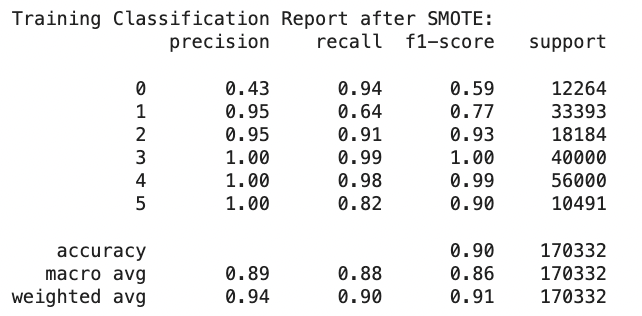 Training Classification Report after SMOTE:
precision recall f1-score support
0 0.43 0.94 0.59 12264
1 0.95 0.64 0.77 33393
2 0.95 0.91 0.93 18184
3 1.00 0.99 1.00 40000
4 1.00 0.98 0.99 56000
5 1.00 0.82 0.90 10491
accuracy 0.90 170332
macro avg 0.89 0.88 0.86 170332
weighted avg 0.94 0.90 0.91 170332